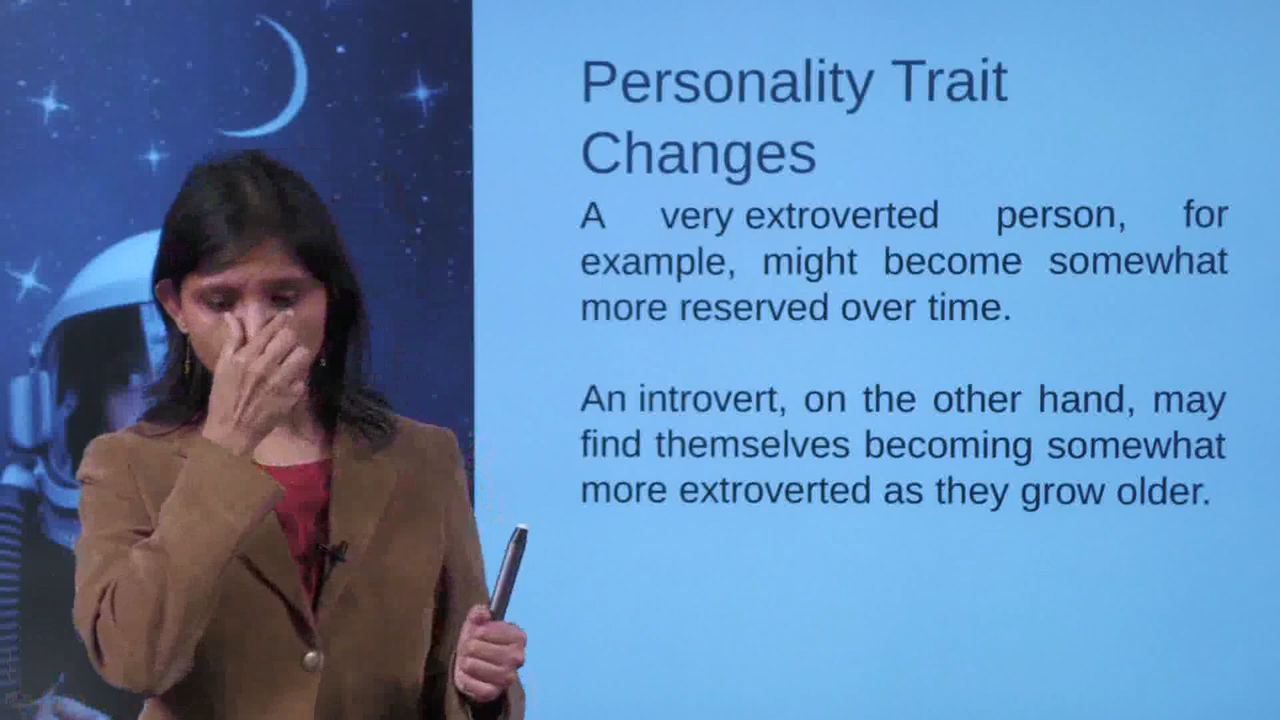 Personality Trait
Changes
A very extroverted person, for
example, might become somewhat
more reserved over time.
An introvert, on the other hand, may
find themselves becoming somewhat
more extroverted as they grow older.